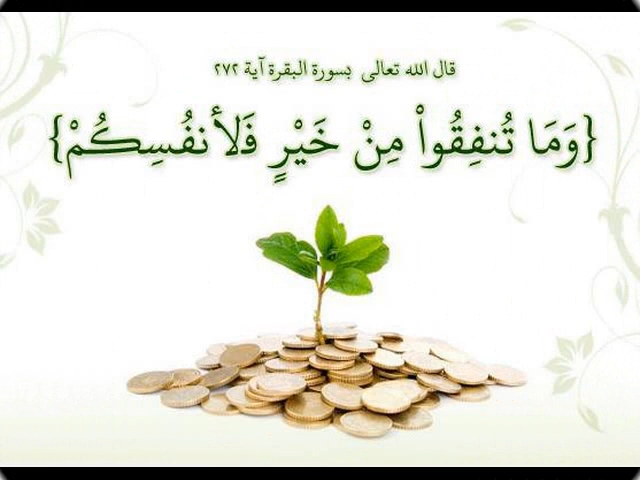 قال الله تعالى بسورة البقرة آية ٢٧٢
{وَمَا تُنفِقُواْ مِنْ خَيْرٍ فَلأنفُسِكُمْ}